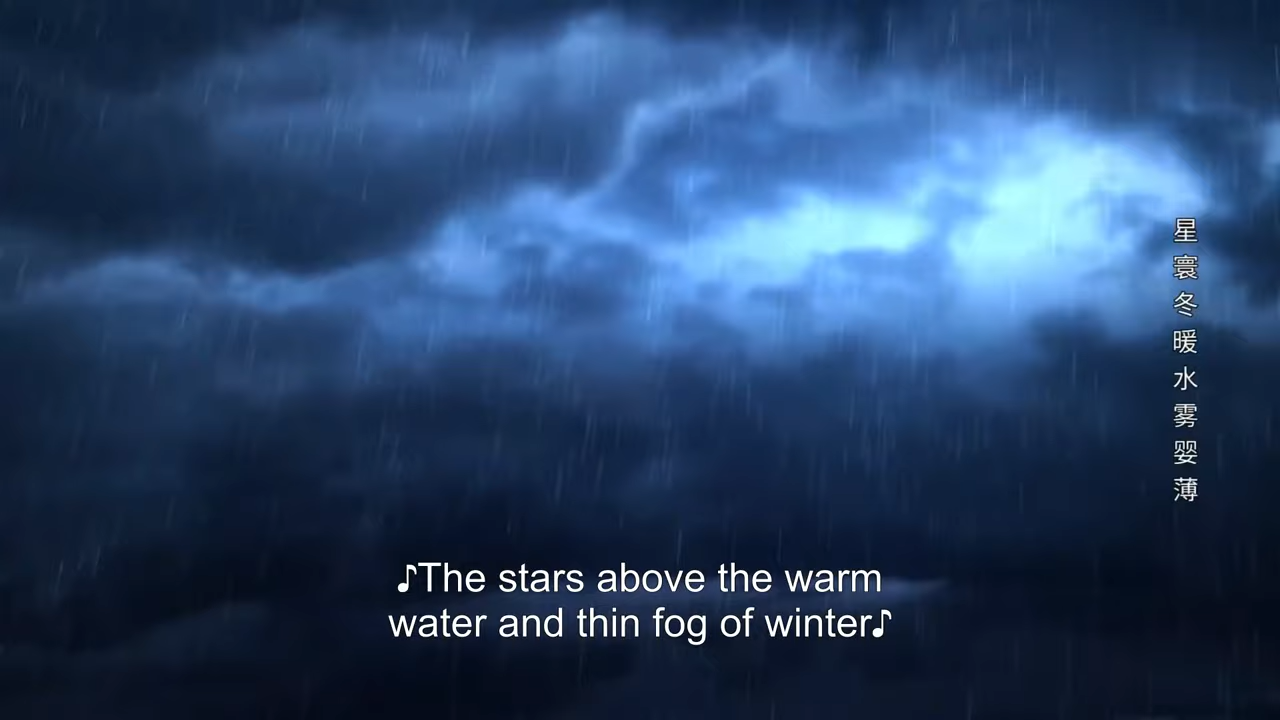 星寰冬暖水雾婴薄
♪The stars above the warm
water and thin fog of winter♪